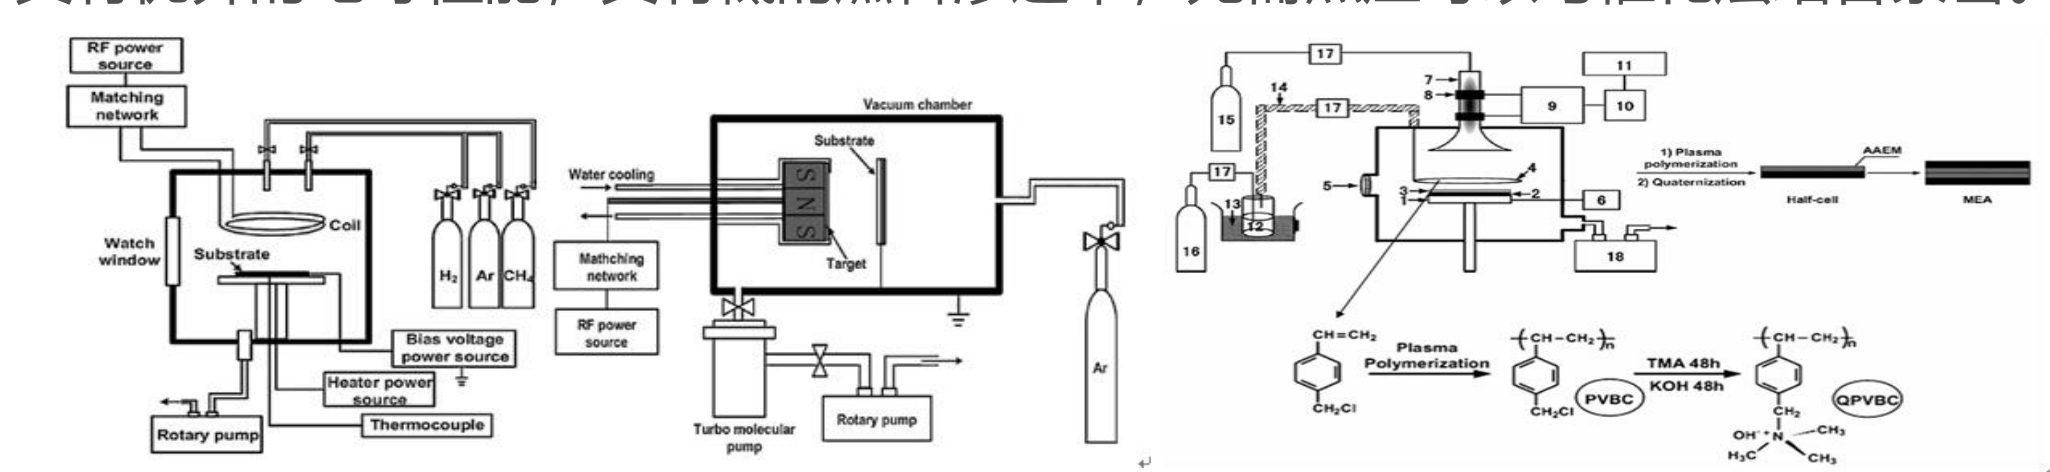 RF power
source
Matching
network
Coil
Watch
window
Substrate
H₂
Ar
CH₄
Bias voltage
power source
Heater power
source
Thermocouple
Rotary pump
Vacuum chamber
Substrate
Water cooling
S
N
S
Target
Mathching
network
RF power
source
Turbo molecular
pump
Rotary pump
Ar
17
7
8
9
10
11
14
17
15
17
16
13
12
5
4
3
2
1
6
18
1) Plasma
polymerization
2) Quaternization
AAEM
Half-cell
MEA
CH=CH₂
CH₂Cl
Plasma
Polymerization
(CH-CH₂)n
CH₂Cl
PVBC
TMA 48h
KOH 48h
(CH-CH₂)n
CH₂
OH⁻ ⁺N
CH₃
H₃C
CH₃
QPVBC